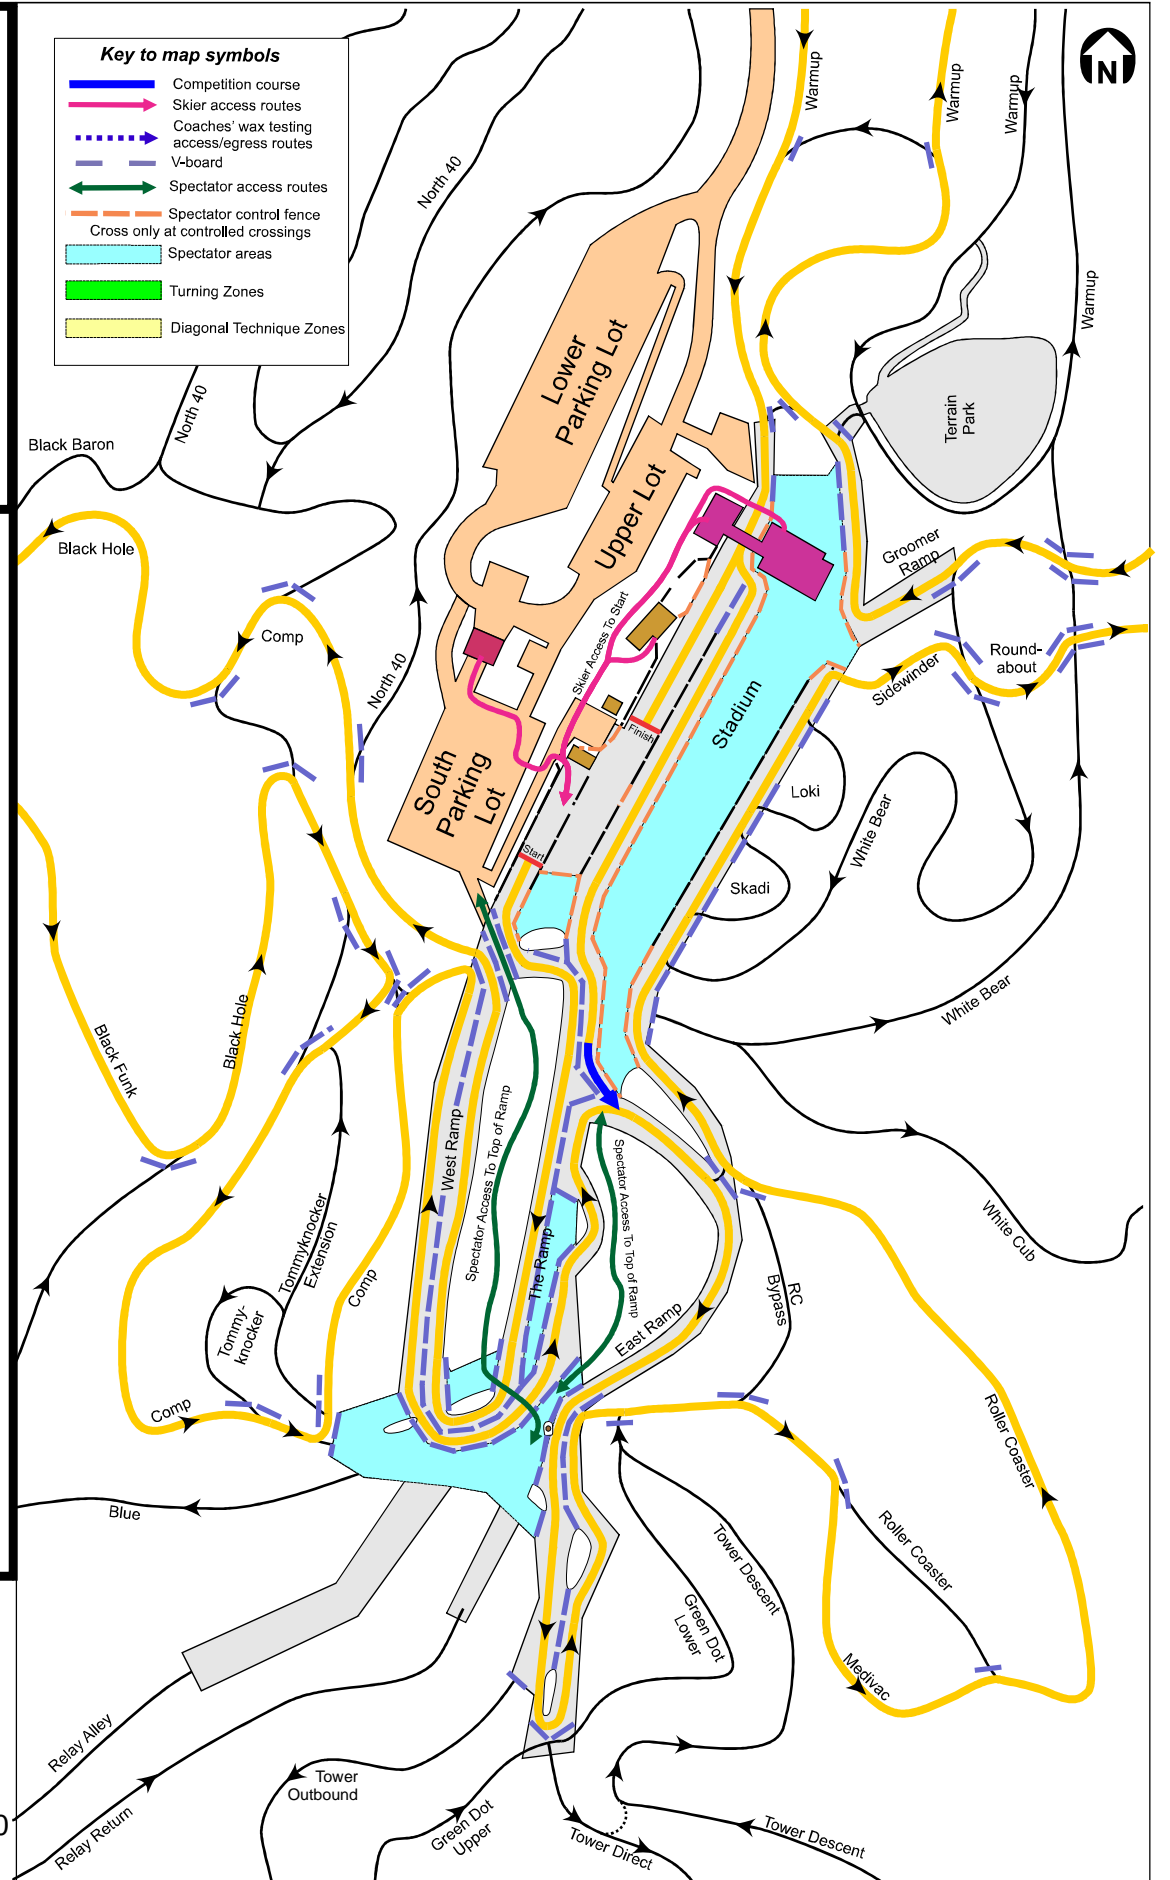 Key to map symbols
Competition course
Skier access routes
Coaches' wax testing
access/egress routes
V-board
Spectator access routes
Spectator control fence
Cross only at controlled crossings
Spectator areas
Turning Zones
Diagonal Technique Zones
N
Warmup
Warmup
Warmup
Warmup
North 40
North 40
North 40
Black Baron
Black Hole
Comp
Lower
Parking Lot
Upper Lot
South
Parking
Lot
Terrain
Park
Groomer
Ramp
Sidewinder
Round-
about
Skier Access To Start
Finish
Start
Stadium
Loki
Skadi
White Bear
White Bear
White Cub
Black Funk
Black Hole
West Ramp
Spectator Access To Top of Ramp
Spectator Access To Top of Ramp
The Ramp
East Ramp
RC
Bypass
Tommyknocker
Extension
Tommy-
knocker
Comp
Comp
Blue
Roller Coaster
Roller Coaster
Medivac
Tower Descent
Green Dot
Lower
Relay Alley
Relay Return
Tower
Outbound
Green Dot
Upper
Tower Direct
Tower Descent
0